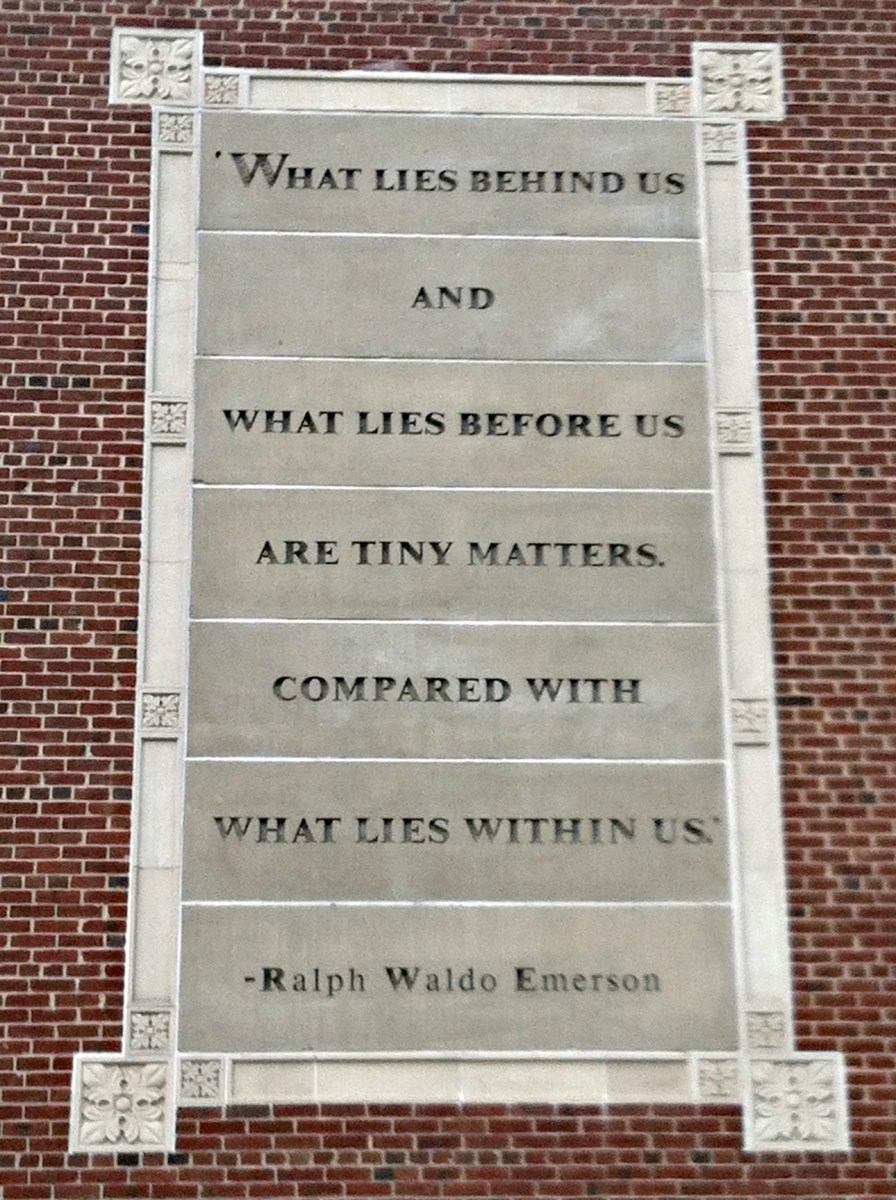 'WHAT LIES BEHIND US
AND
WHAT LIES BEFORE US
ARE TINY MATTERS.
COMPARED WITH
WHAT LIES WITHIN US.'
-Ralph Waldo Emerson